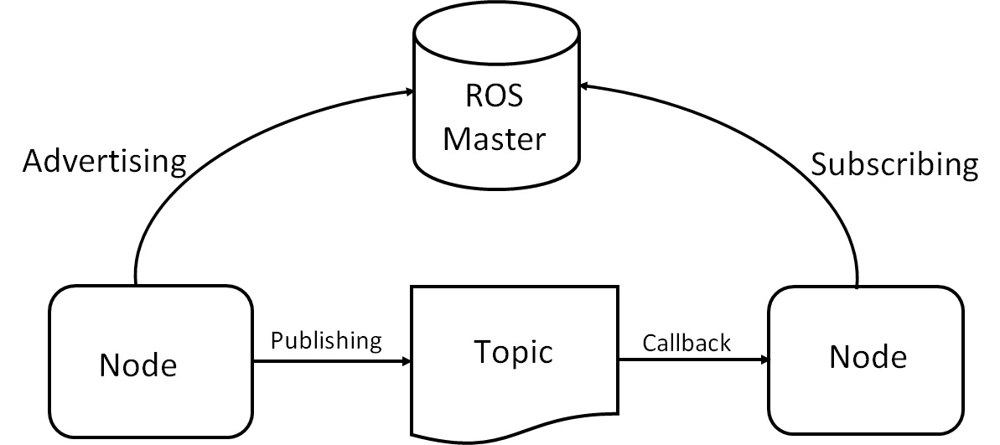 ROS
Master
Advertising
Subscribing
Node
Publishing
Topic
Callback
Node